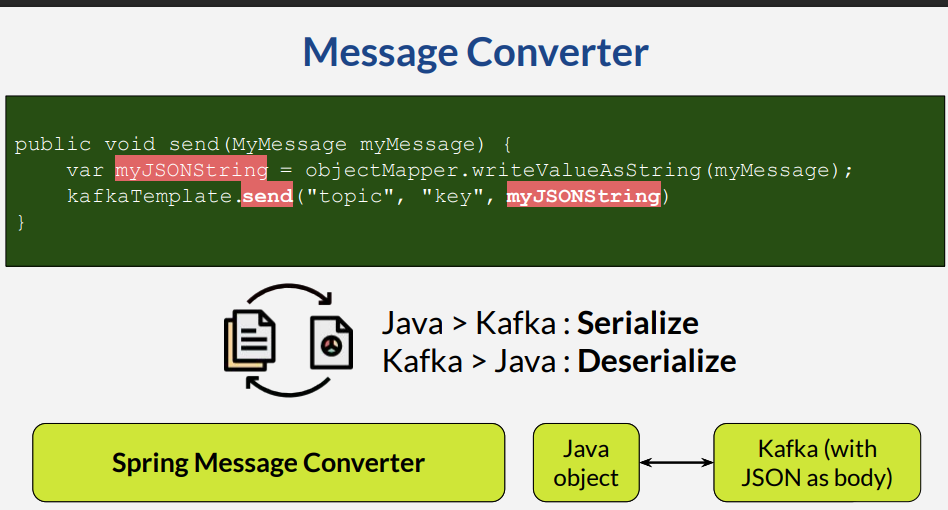 Message Converter
public void send(MyMessage myMessage) {
    var myJSONString = objectMapper.writeValueAsString(myMessage);
    kafkaTemplate.send("topic", "key", myJSONString)
}
Java > Kafka : Serialize
Kafka > Java : Deserialize
Spring Message Converter
Java
object
Kafka (with
JSON as body)